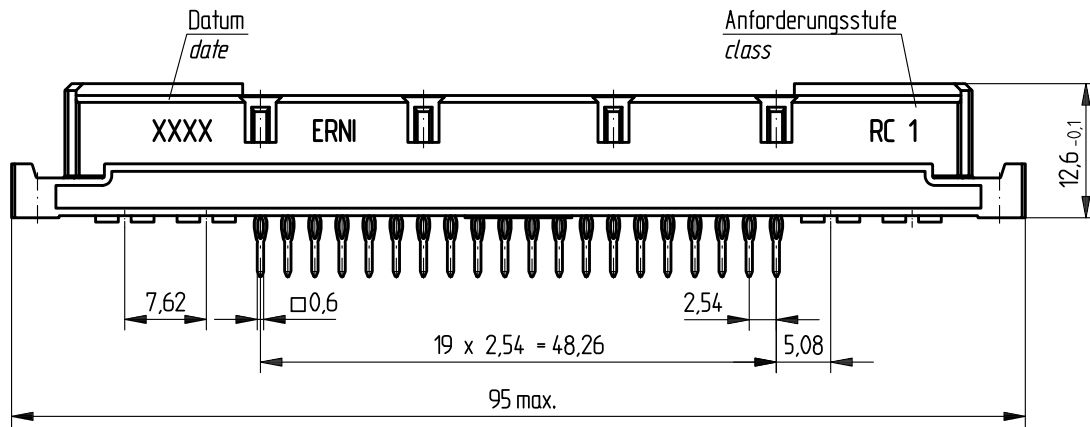 Datum
date
Anforderungsstufe
class
XXXX
ERNI
RC 1
12,6 -0,1
7,62
□0,6
2,54
19 x 2,54 = 48,26
5,08
95 max.